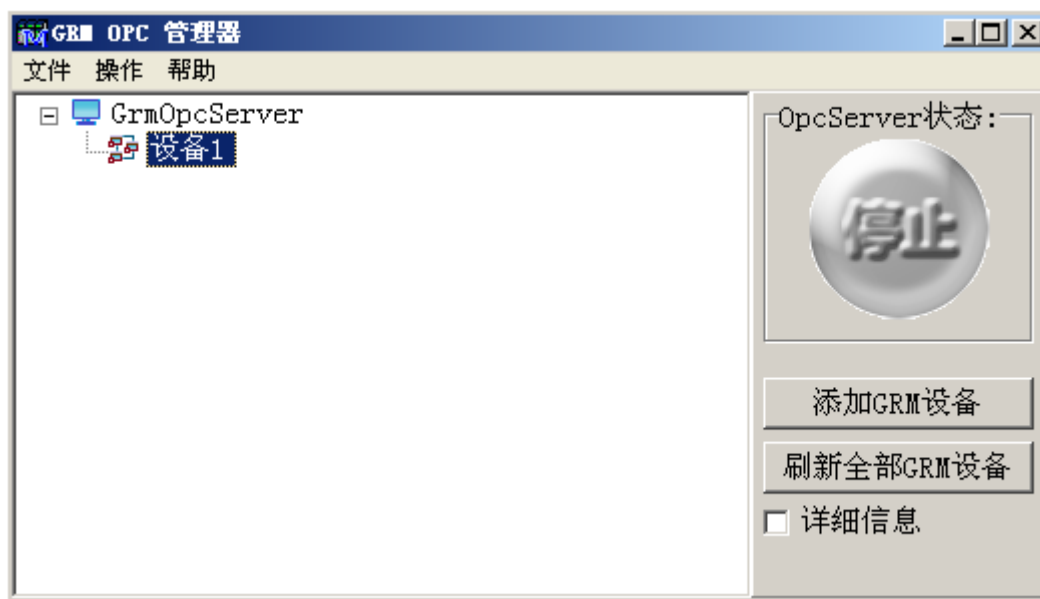 GRM OPC 管理器
文件 操作 帮助
GrmOpcServer
设备1
OpcServer状态:
停止
添加GRM设备
刷新全部GRM设备
详细信息